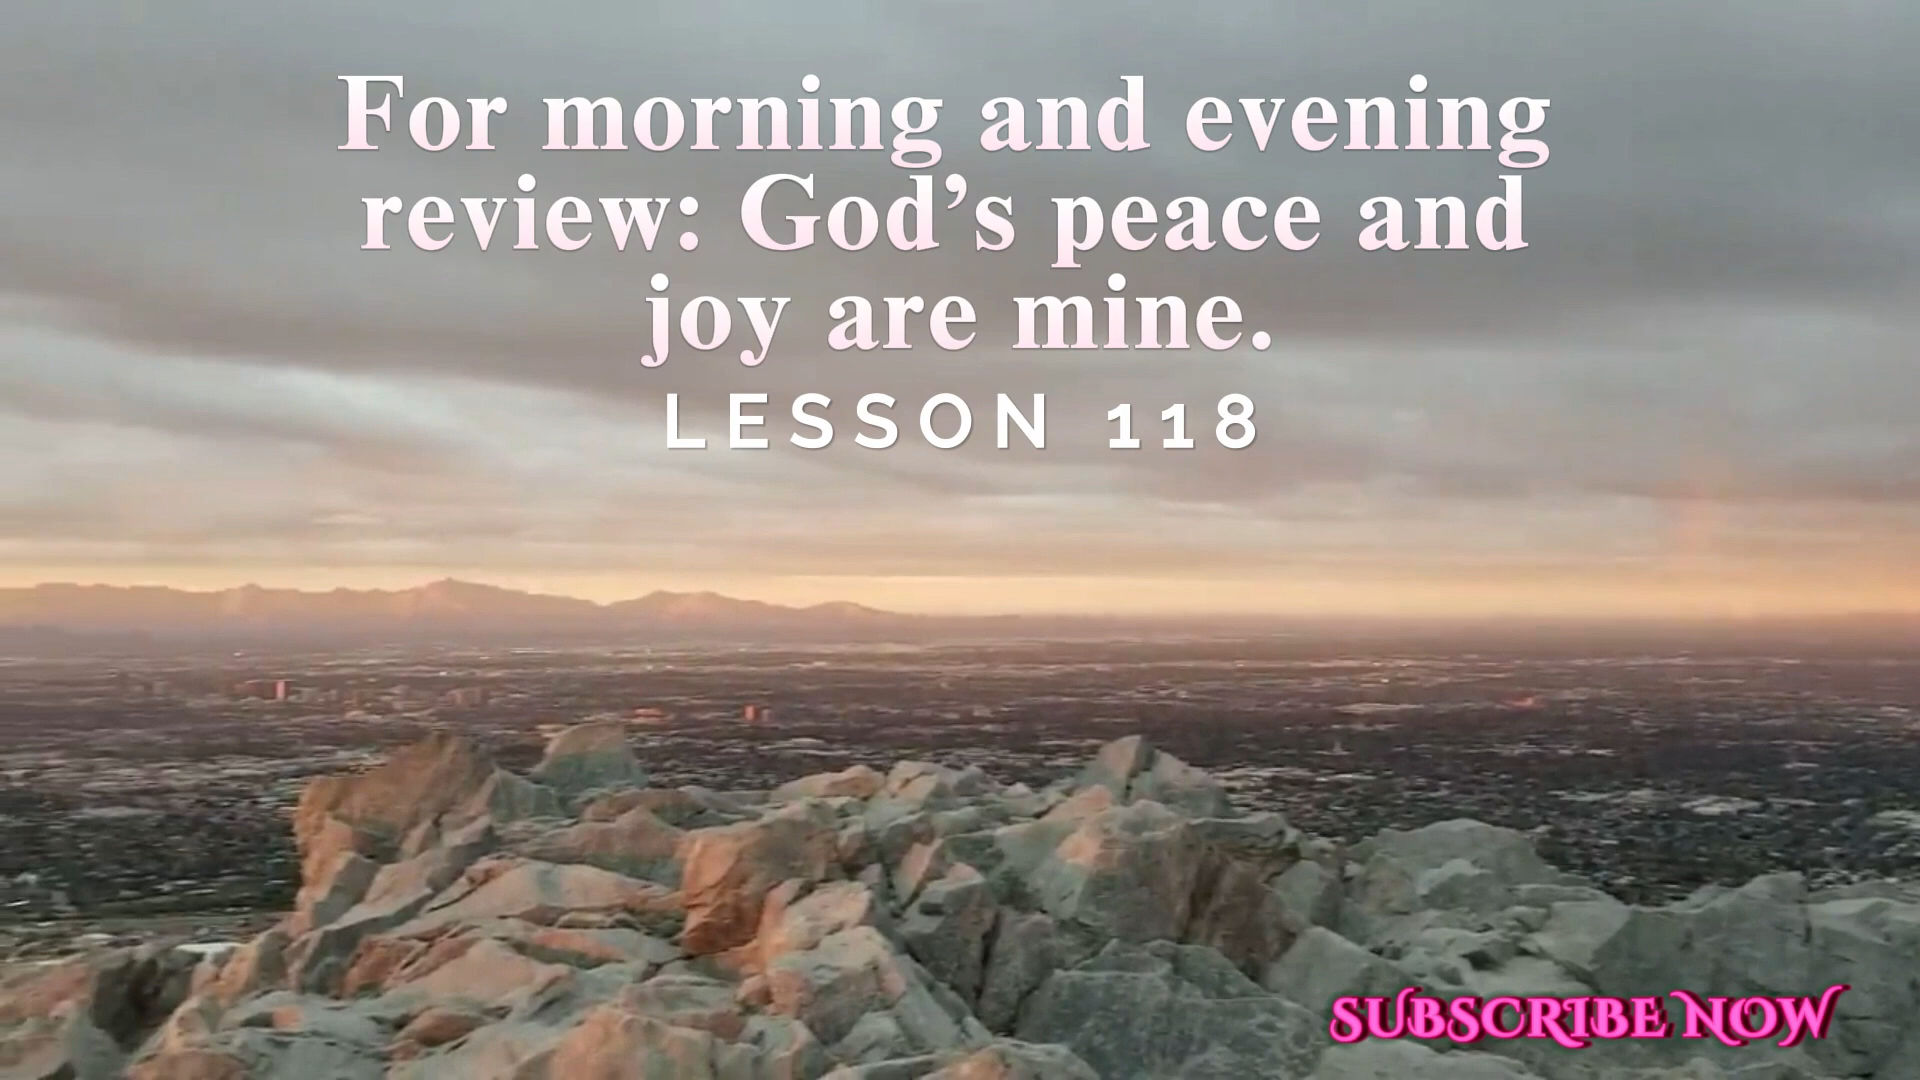 For morning and evening
review: God’s peace and
joy are mine.
LESSON 118
SUBSCRIBE NOW